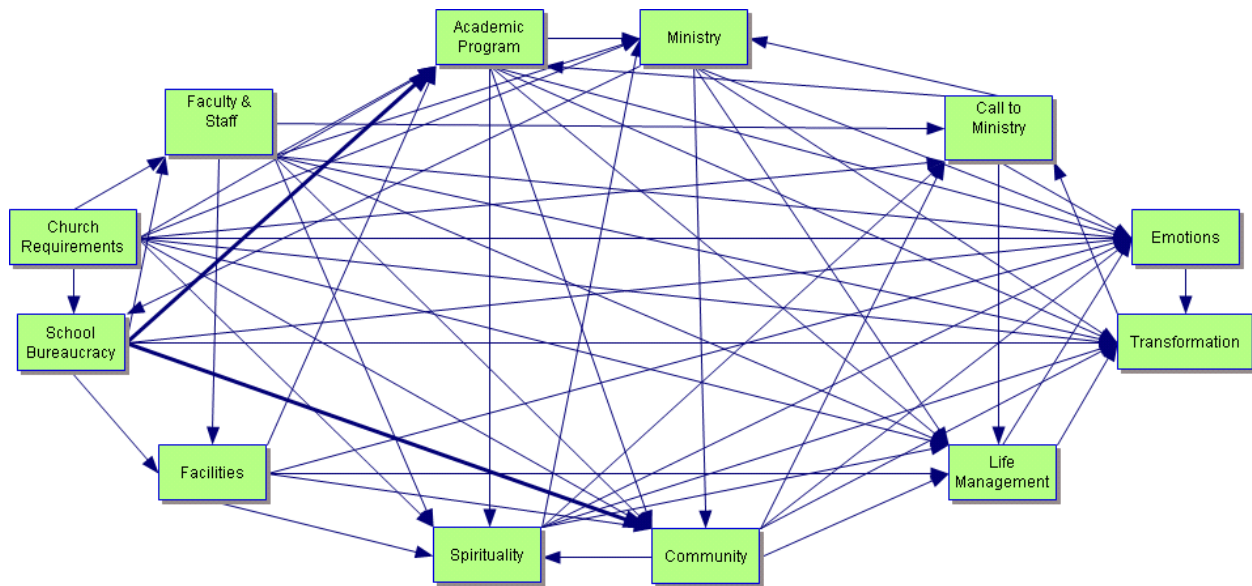 Academic
Program
Ministry
Faculty &
Staff
Call to
Ministry
Church
Requirements
Emotions
School
Bureaucracy
Transformation
Facilities
Life
Management
Spirituality
Community